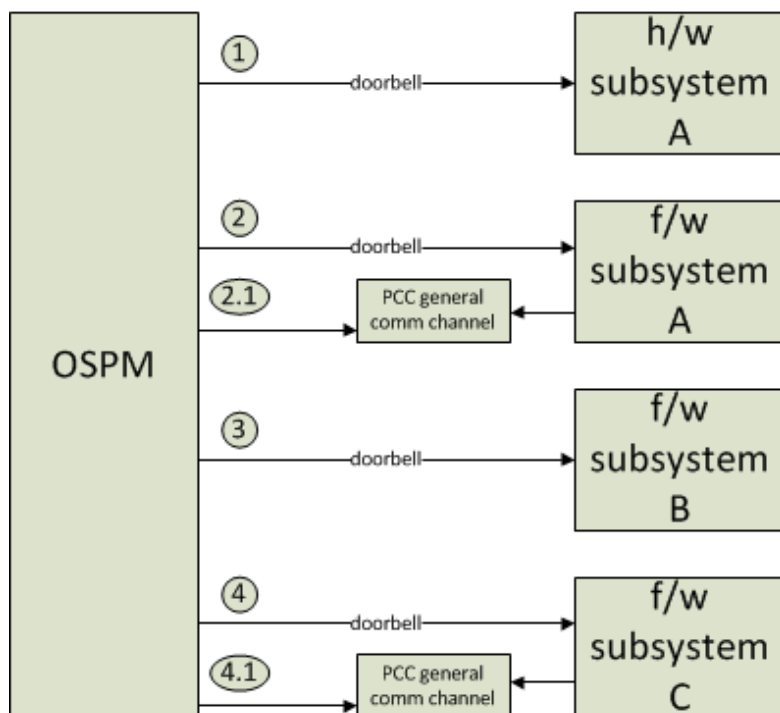 1
doorbell
h/w
subsystem
A
2
doorbell
f/w
subsystem
A
2.1
PCC general
comm channel
OSPM
3
doorbell
f/w
subsystem
B
4
doorbell
f/w
subsystem
C
4.1
PCC general
comm channel